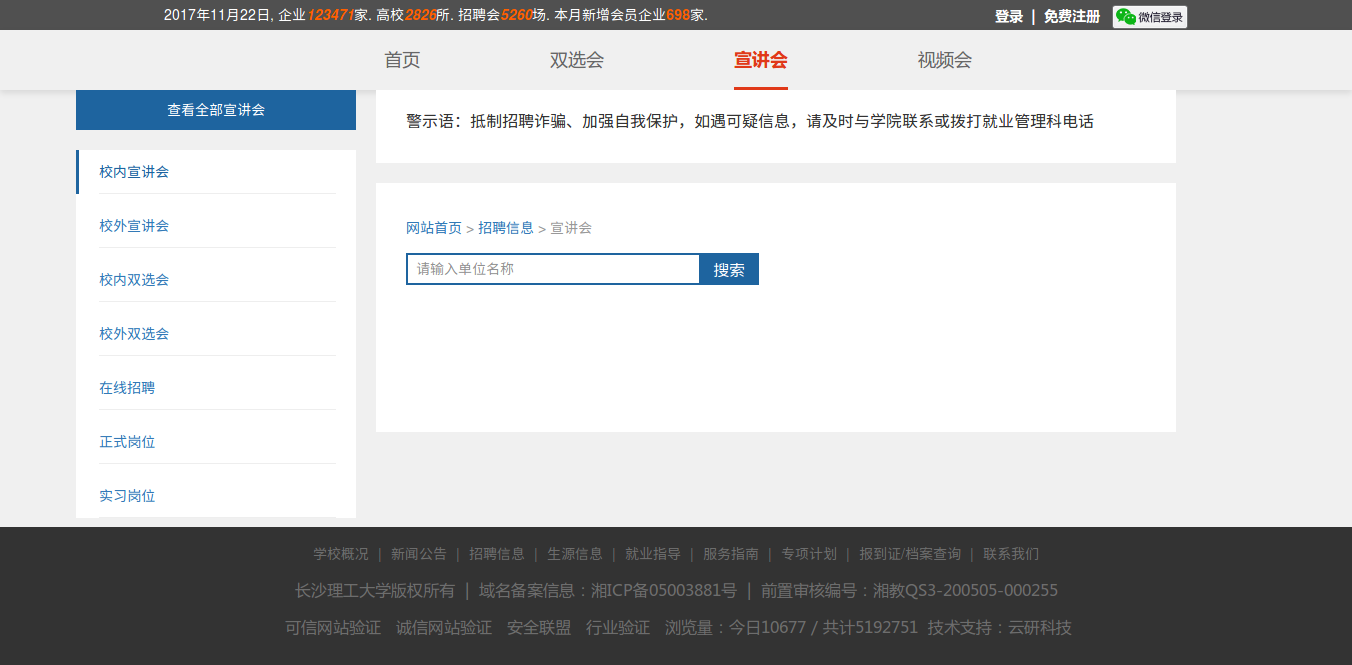 2017年11月22日, 企业123471家. 高校2826所. 招聘会5260场. 本月新增会员企业698家.
登录 | 免费注册 微信登录
首页 双选会 宣讲会 视频会
查看全部宣讲会
警示语：抵制招聘诈骗、加强自我保护，如遇可疑信息，请及时与学院联系或拨打就业管理科电话
校内宣讲会
校外宣讲会
校内双选会
校外双选会
在线招聘
正式岗位
实习岗位
网站首页 > 招聘信息 > 宣讲会
请输入单位名称 搜索
学校概况 | 新闻公告 | 招聘信息 | 生源信息 | 就业指导 | 服务指南 | 专项计划 | 报到证/档案查询 | 联系我们
长沙理工大学版权所有 | 域名备案信息：湘ICP备05003881号 | 前置审核编号：湘教QS3-200505-000255
可信网站验证 诚信网站验证 安全联盟 行业验证 浏览量：今日10677 / 共计5192751 技术支持：云研科技